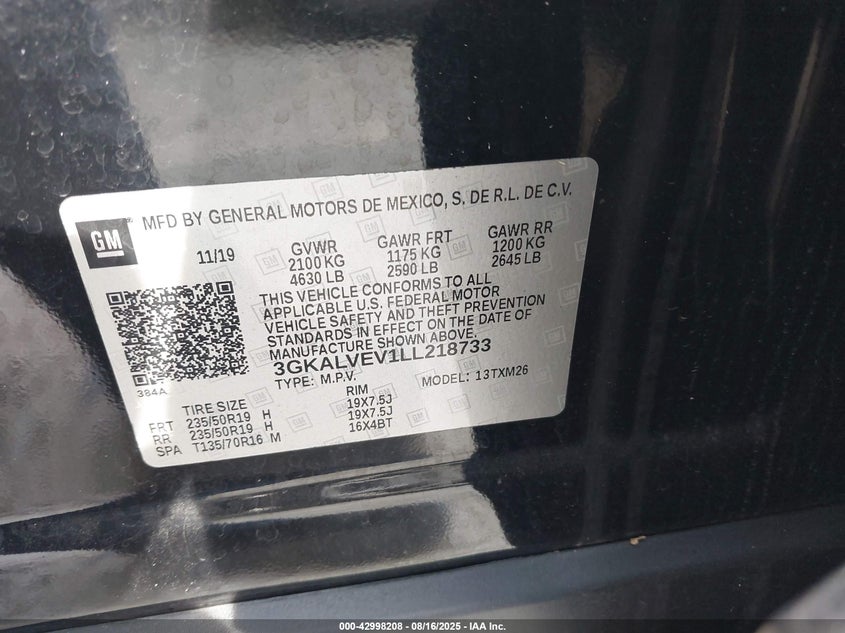 MFD BY GENERAL MOTORS DE MEXICO, S. DE R.L. DE C.V.
GM
11/19
GVWR GAWR FRT GAWR RR
2100 KG 1175 KG 1200 KG
4630 LB 2590 LB 2645 LB
THIS VEHICLE CONFORMS TO ALL
APPLICABLE U.S. FEDERAL MOTOR
VEHICLE SAFETY AND THEFT PREVENTION
STANDARDS IN EFFECT ON THE DATE OF
MANUFACTURE SHOWN ABOVE.
3GKALVEV1LL218733
TYPE: M.P.V. MODEL: 13TXM26
384A
TIRE SIZE RIM
FRT 235/50R19 H 19X7.5J
RR 235/50R19 H 19X7.5J
SPA T135/70R16 M 16X4BT
000-42998208 - 08/16/2025 - IAA Inc.